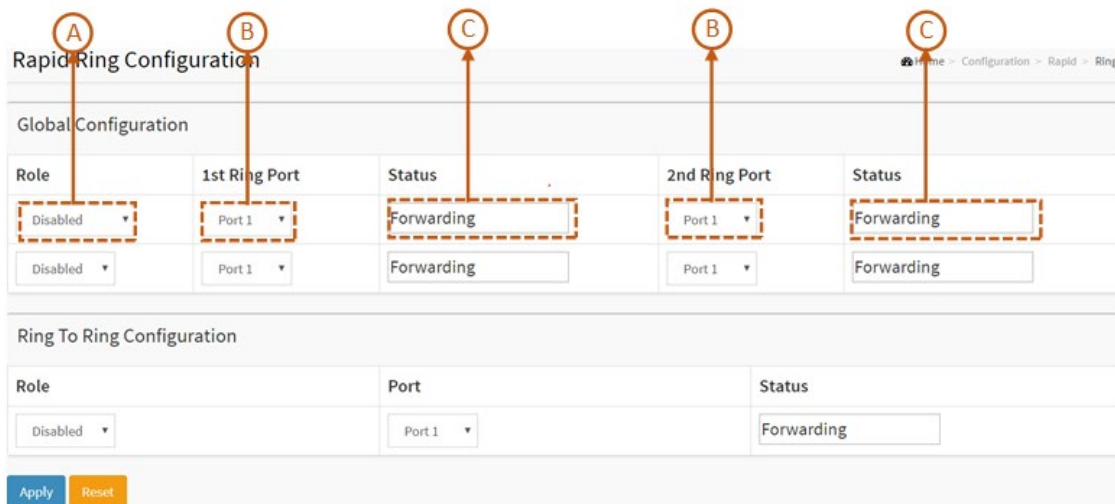 A B C B C
Rapid Ring Configuration Home > Configuration > Rapid > Ring
Global Configuration
Role 1st Ring Port Status 2nd Ring Port Status
Disabled Port 1 Forwarding Port 1 Forwarding
Disabled Port 1 Forwarding Port 1 Forwarding
Ring To Ring Configuration
Role Port Status
Disabled Port 1 Forwarding
Apply Reset